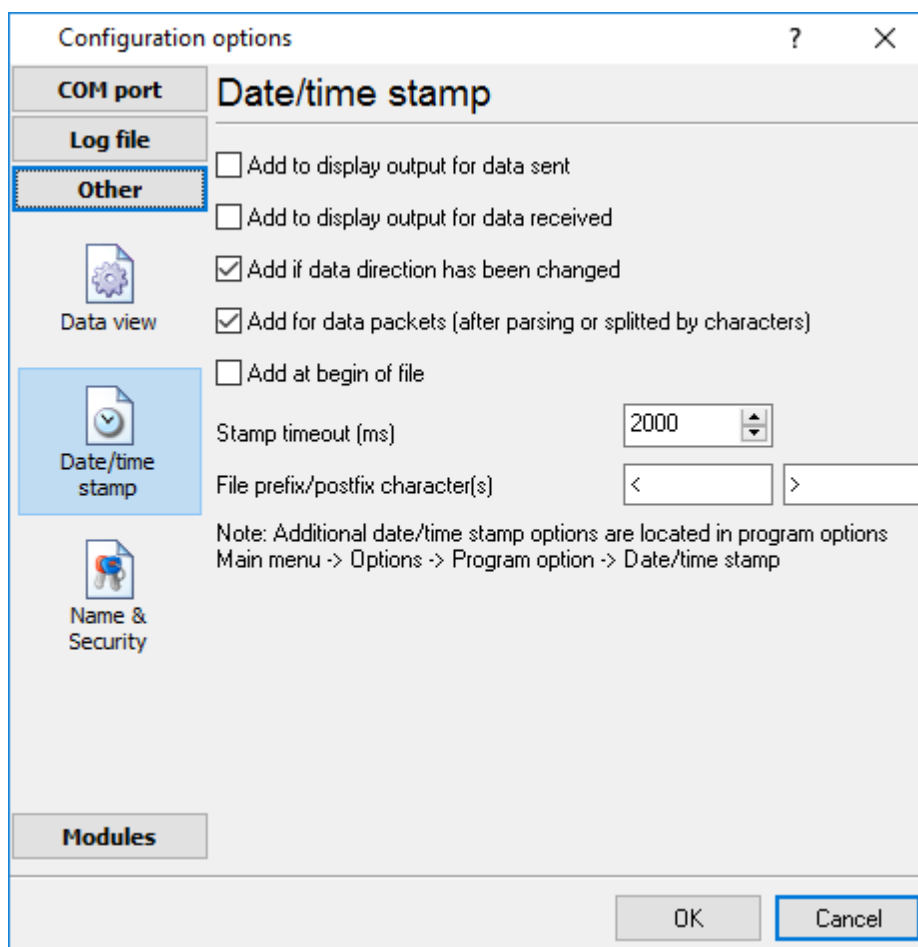 Configuration options
?
COM port
Log file
Other
Data view
Date/time
stamp
Name &
Security
Modules
Date/time stamp
Add to display output for data sent
Add to display output for data received
Add if data direction has been changed
Add for data packets (after parsing or splitted by characters)
Add at begin of file
Stamp timeout (ms)
2000
File prefix/postfix character(s)
<
>
Note: Additional date/time stamp options are located in program options
Main menu -> Options -> Program option -> Date/time stamp
OK
Cancel